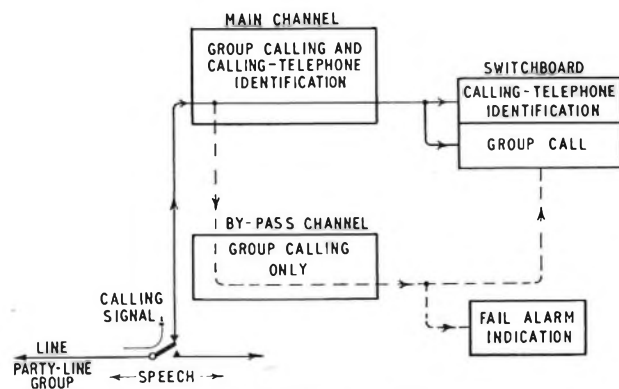 MAIN CHANNEL
GROUP CALLING AND
CALLING-TELEPHONE
IDENTIFICATION
SWITCHBOARD
CALLING-TELEPHONE
IDENTIFICATION
GROUP CALL
BY-PASS CHANNEL
GROUP CALLING
ONLY
CALLING
SIGNAL
FAIL ALARM
INDICATION
LINE
PARTY-LINE
GROUP
SPEECH